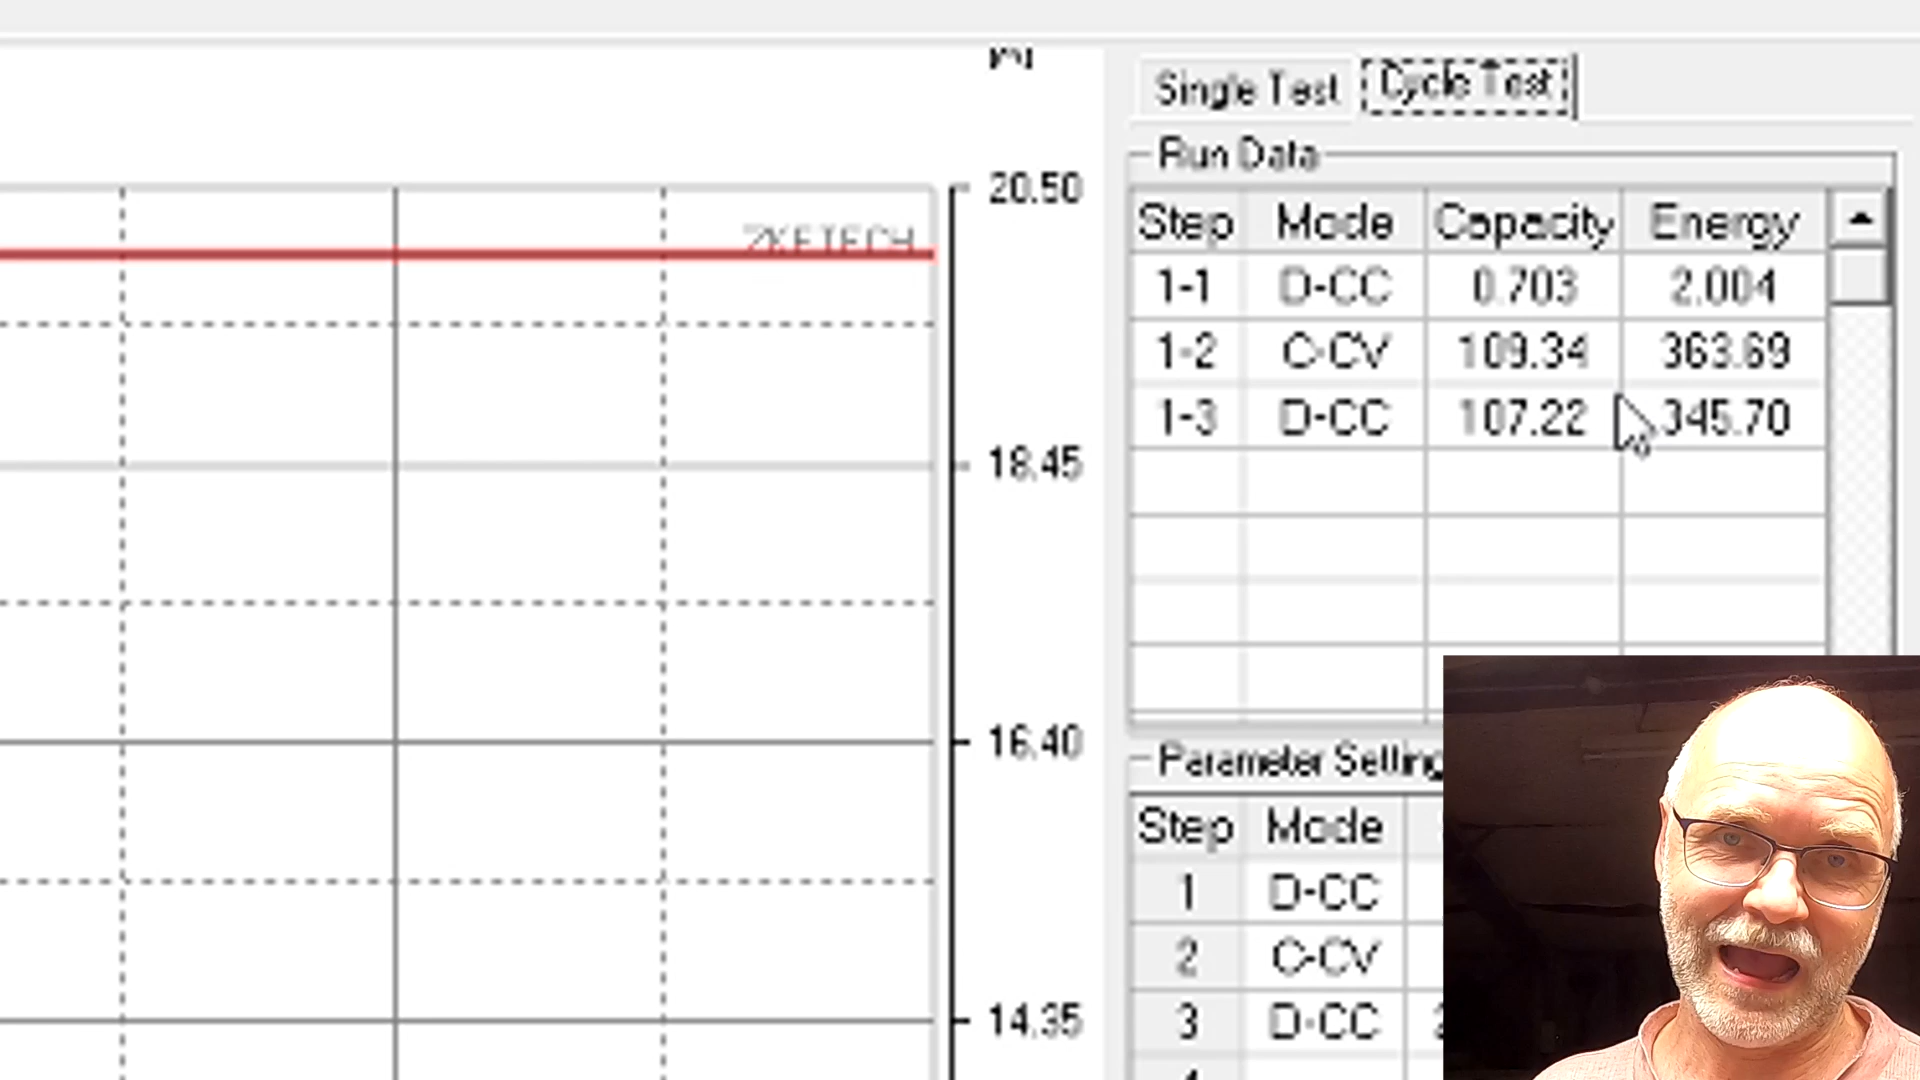 [A]
Single Test Cycle Test
Run Data
Step Mode Capacity Energy
1-1 D-CC 0.703 2.004
1-2 C-CV 109.34 363.69
1-3 D-CC 107.22 345.70
Parameter Setting
Step Mode
1 D-CC
2 C-CV
3 D-CC
20.50
ZKETECH
18.45
16.40
14.35